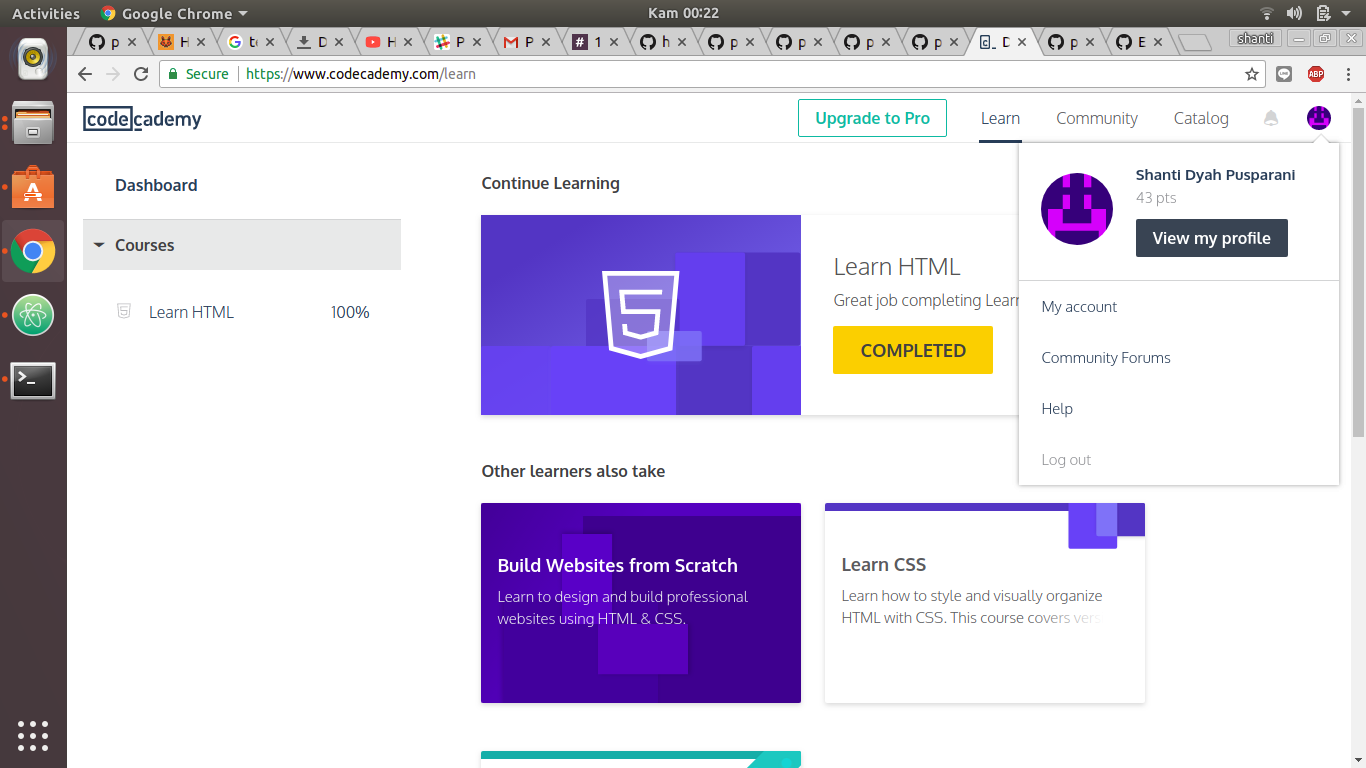 Activities
Google Chrome
Kam 00:22
p
H
G
D
H
P
P
# 1
h
p
p
p
p
D
p
E
shanti
Secure
https://www.codecademy.com/learn
ABP
codecademy
Upgrade to Pro
Learn
Community
Catalog
Dashboard
Courses
Learn HTML
100%
Continue Learning
5
Learn HTML
Great job completing Lear
COMPLETED
Shanti Dyah Pusparani
43 pts
View my profile
My account
Community Forums
Help
Log out
Other learners also take
Build Websites from Scratch
Learn to design and build professional
websites using HTML & CSS.
Learn CSS
Learn how to style and visually organize
HTML with CSS. This course covers vers